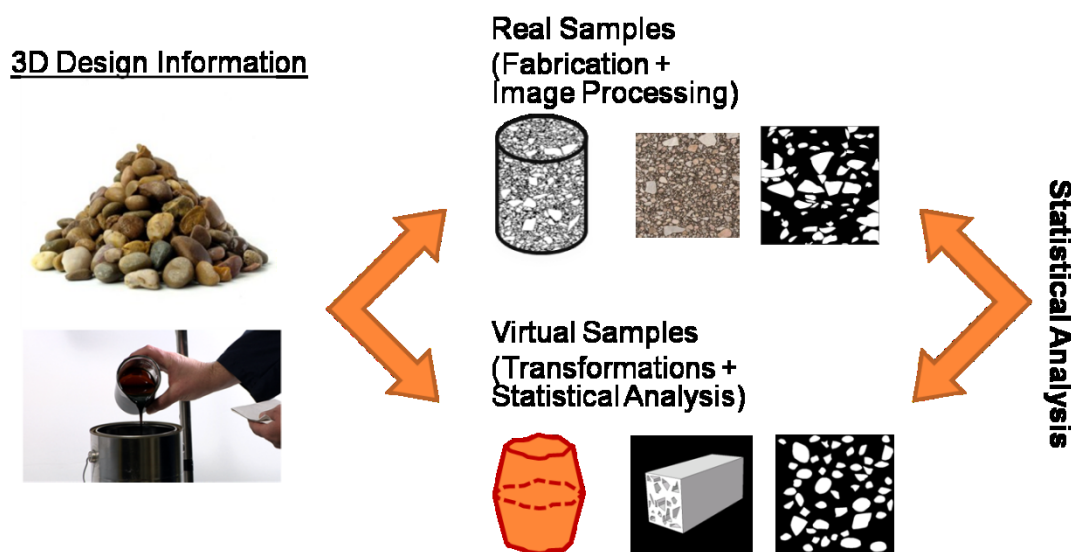 3D Design Information
Real Samples
(Fabrication +
Image Processing)
Virtual Samples
(Transformations +
Statistical Analysis)
Statistical Analysis